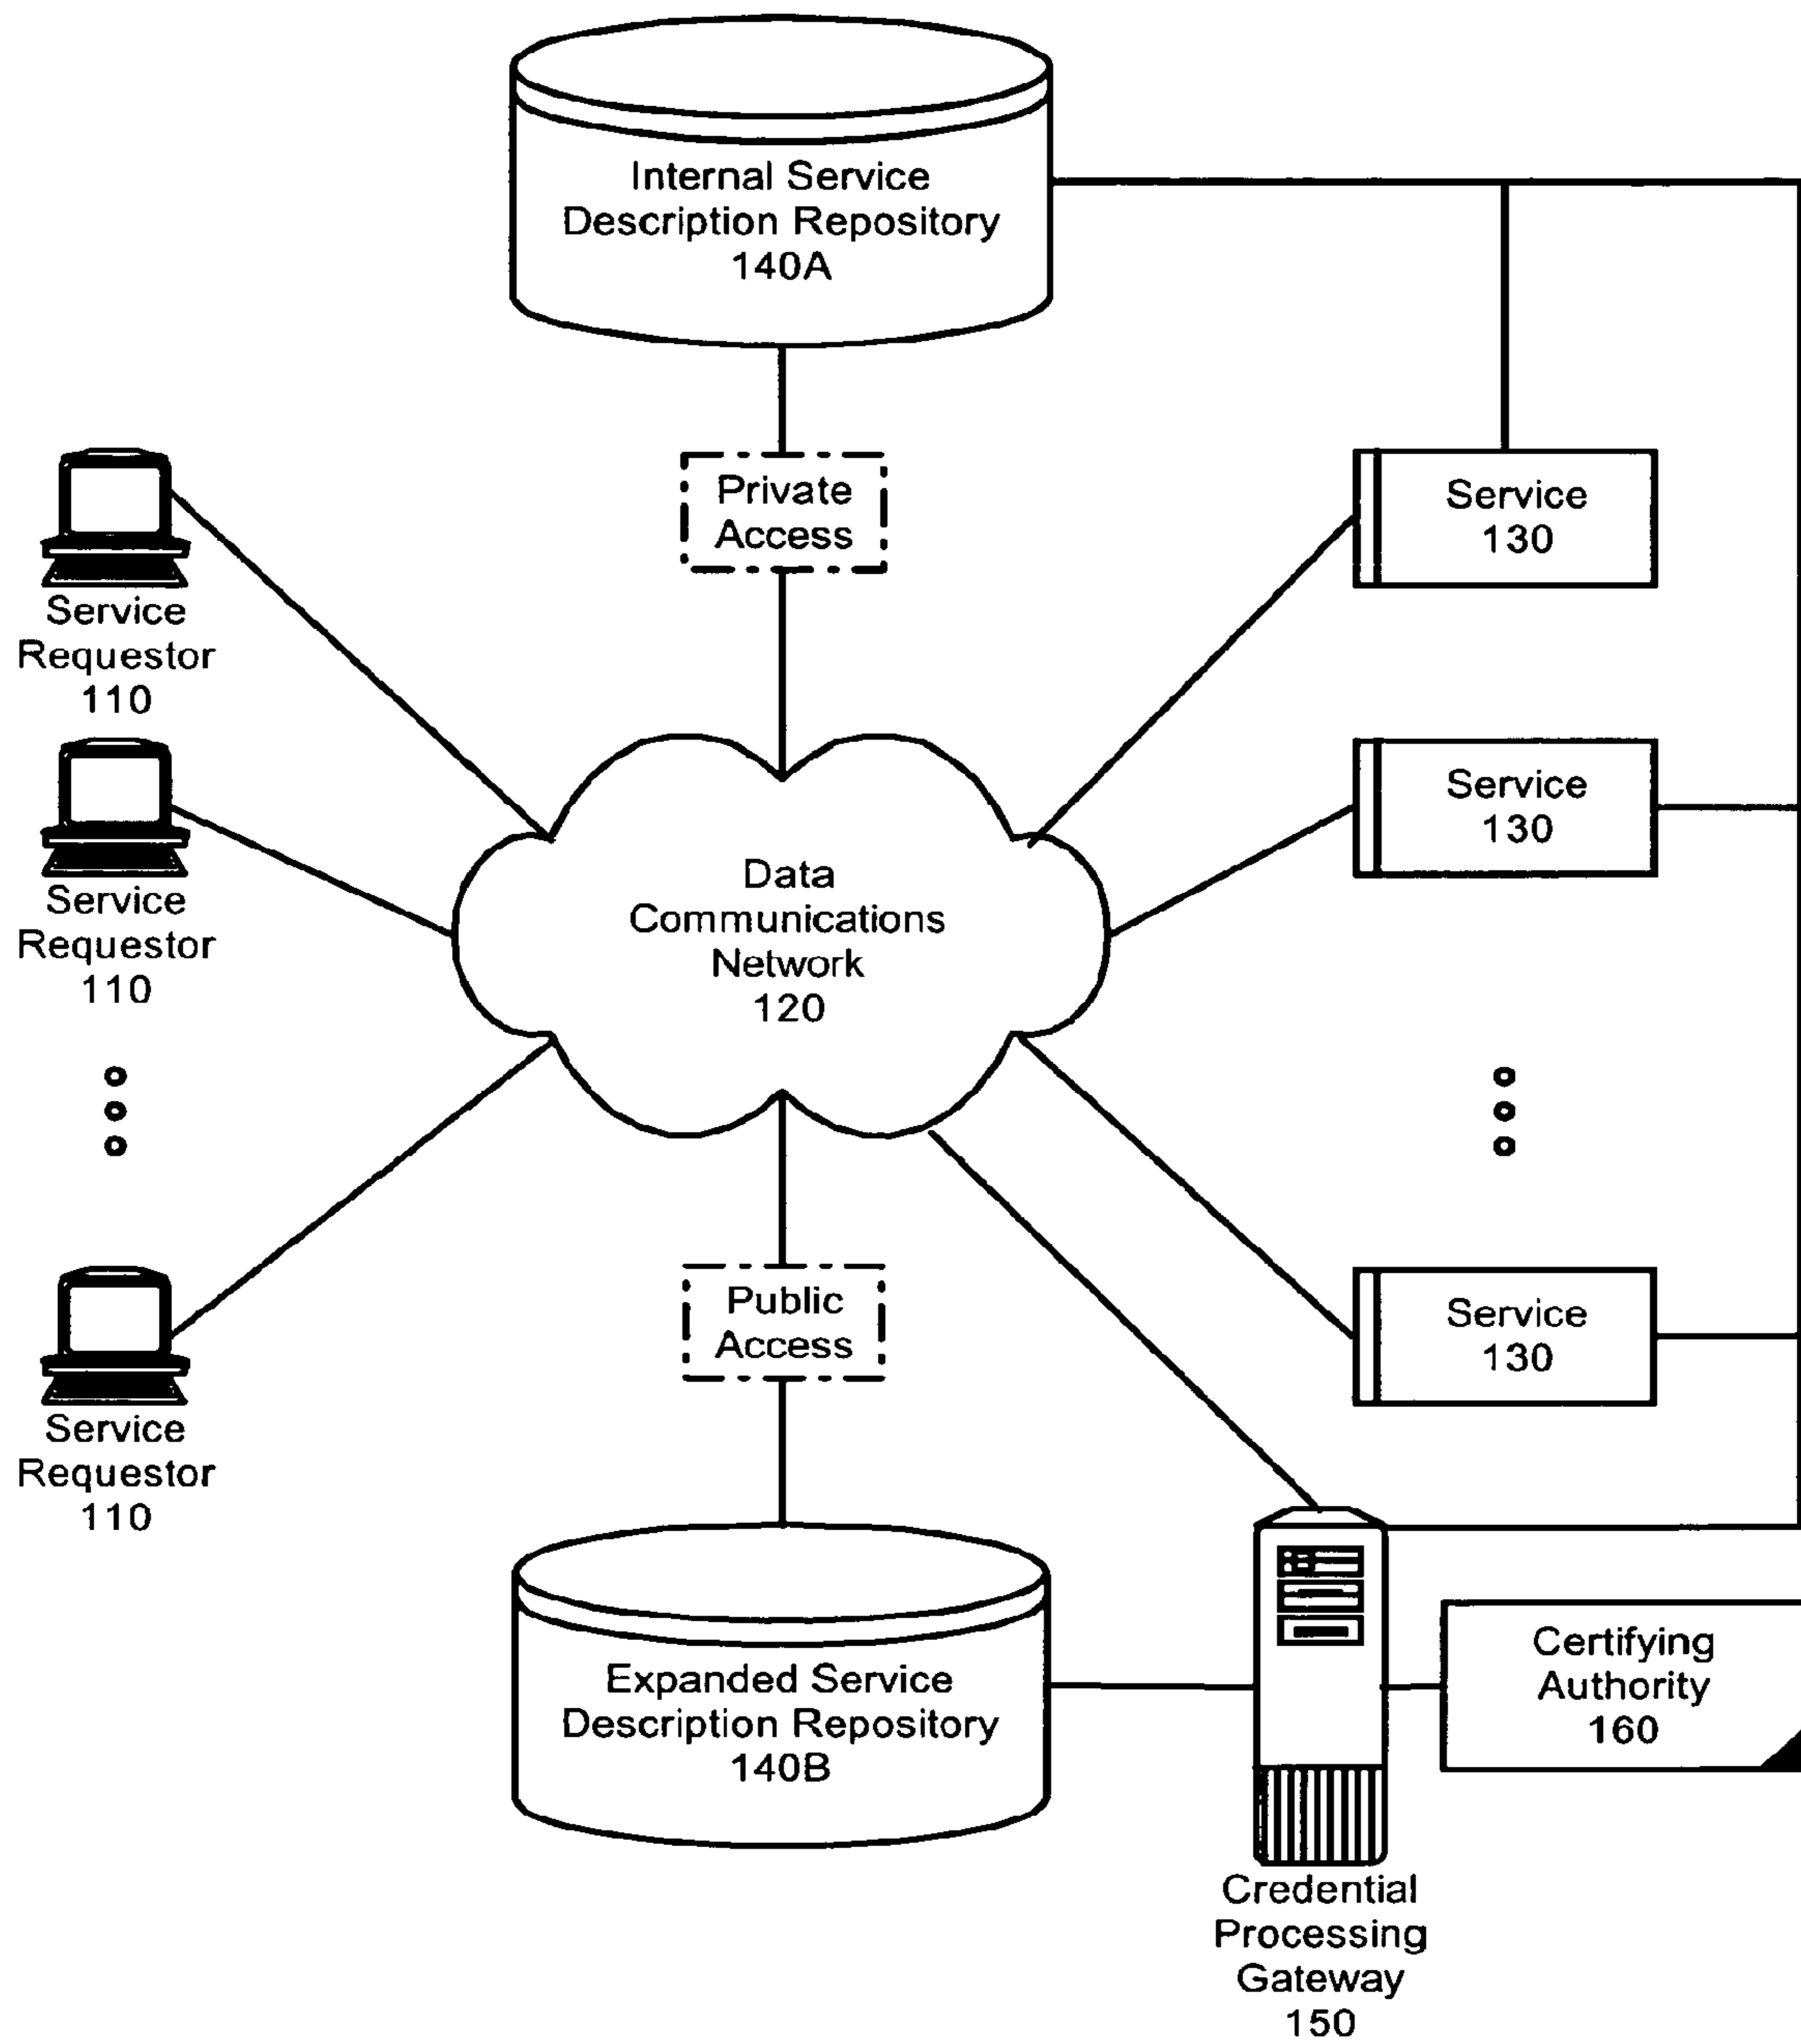 Internal Service
Description Repository
140A
Private
Access
Service
Requestor
110
Service
130
Service
Requestor
110
Service
130
Data
Communications
Network
120
Public
Access
Service
Requestor
110
Service
130
Expanded Service
Description Repository
140B
Certifying
Authority
160
Credential
Processing
Gateway
150